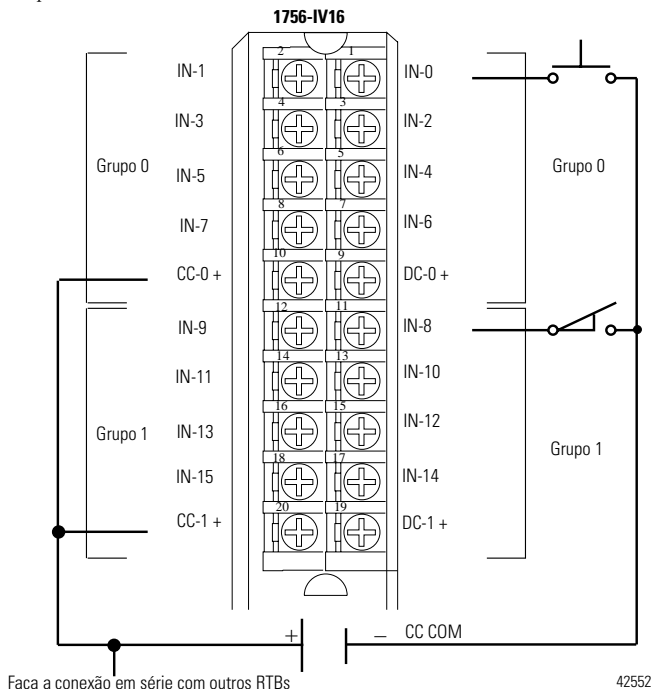 1756-IV16
2 1
IN-1 IN-0
4 3
IN-3 IN-2
6 5
Grupo 0 IN-5 IN-4 Grupo 0
8 7
IN-7 IN-6
10 9
CC-0 + DC-0 +
12 11
IN-9 IN-8
14 13
IN-11 IN-10
16 15
Grupo 1 IN-13 IN-12 Grupo 1
18 17
IN-15 IN-14
20 19
CC-1 + DC-1 +
+ – CC COM
Faça a conexão em série com outros RTBs 42552